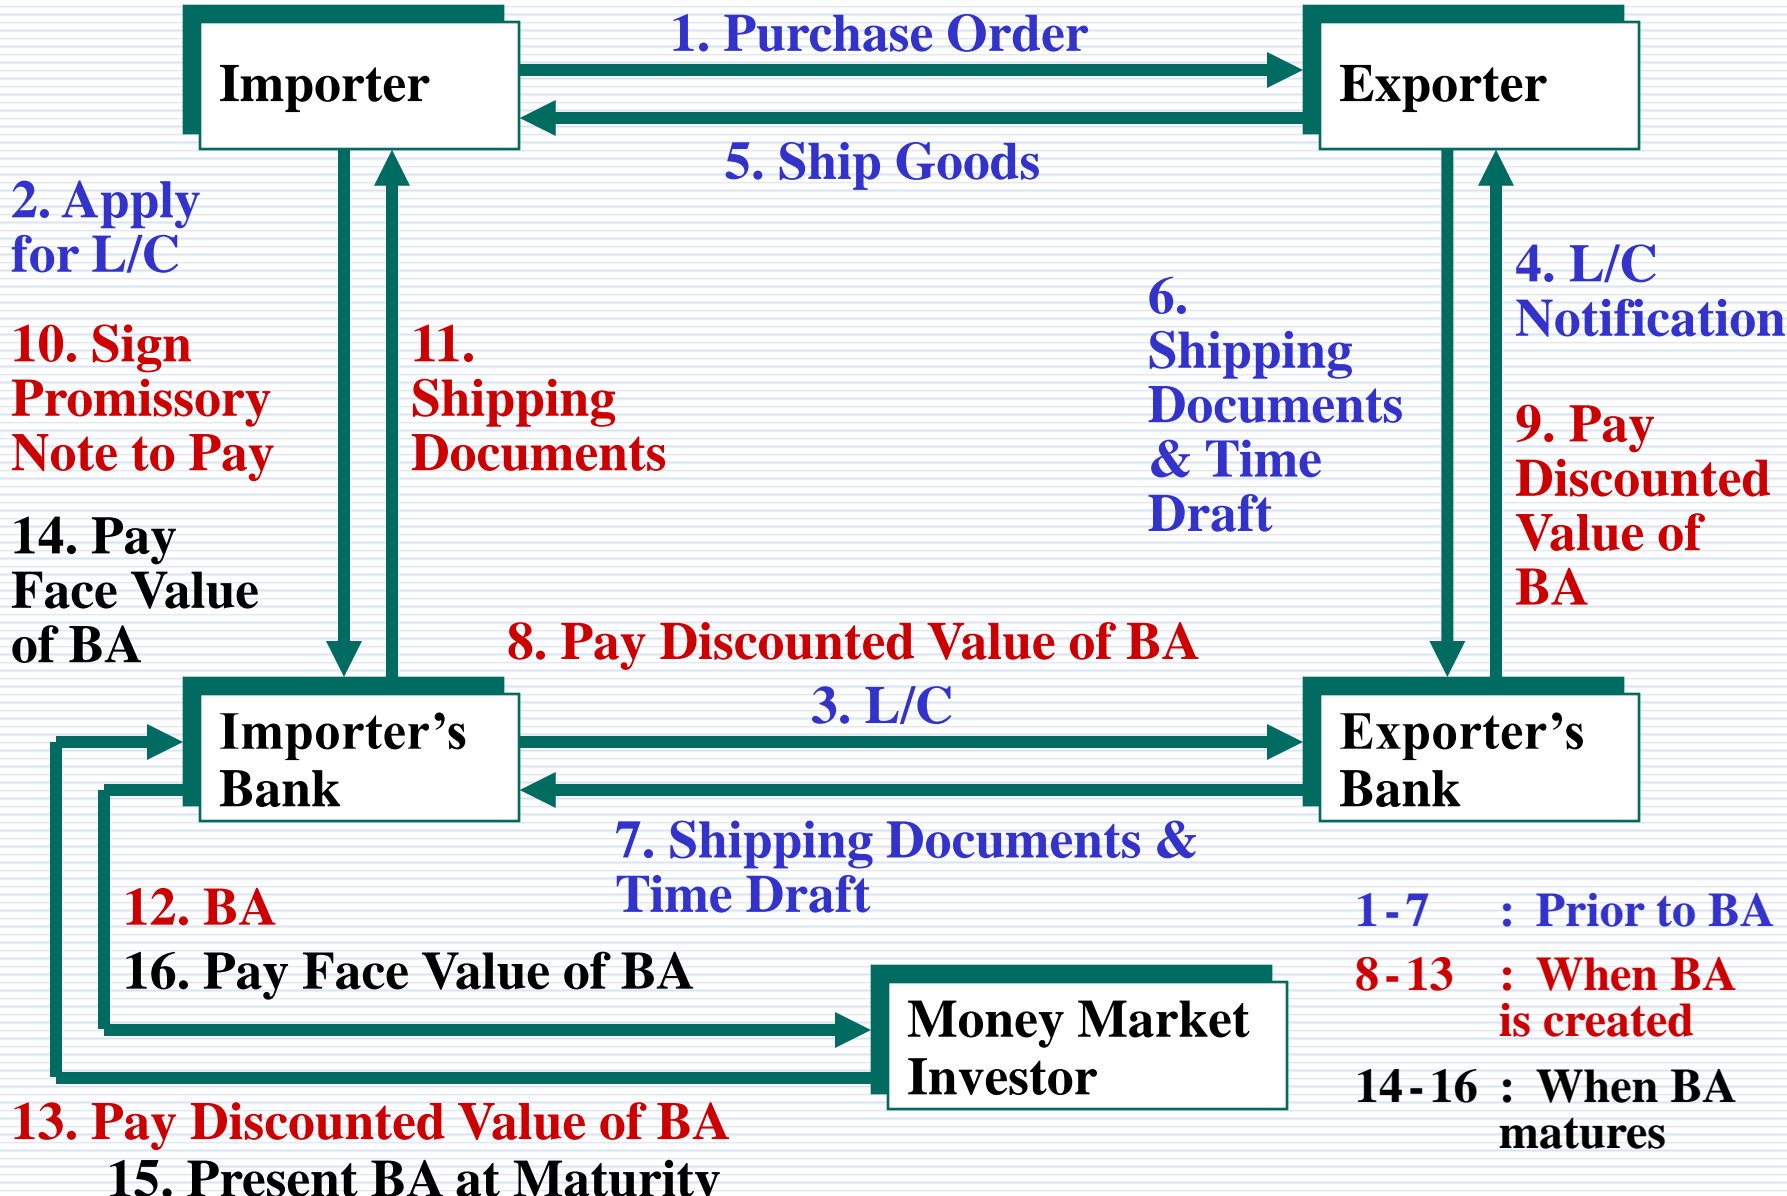 1. Purchase Order
Importer
Exporter
5. Ship Goods
2. Apply
for L/C
4. L/C
Notification
6.
Shipping
Documents
& Time
Draft
10. Sign
Promissory
Note to Pay
11.
Shipping
Documents
9. Pay
Discounted
Value of
BA
14. Pay
Face Value
of BA
8. Pay Discounted Value of BA
3. L/C
Importer’s
Bank
Exporter’s
Bank
7. Shipping Documents &
Time Draft
12. BA
16. Pay Face Value of BA
Money Market
Investor
1-7 : Prior to BA
8-13 : When BA
is created
14-16 : When BA
matures
13. Pay Discounted Value of BA
15. Present BA at Maturity